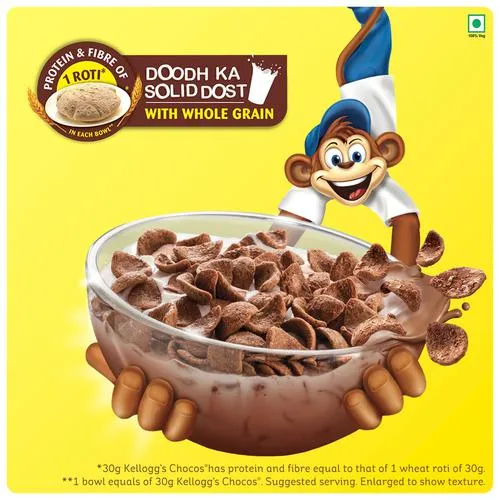 PROTEIN & FIBRE OF
1 ROTI*
IN EACH BOWL**
DOODH KA
SOLID DOST
WITH WHOLE GRAIN
100% Veg
*30g Kellogg's Chocos® has protein and fibre equal to that of 1 wheat roti of 30g.
**1 bowl equals of 30g Kellogg's Chocos®. Suggested serving. Enlarged to show texture.